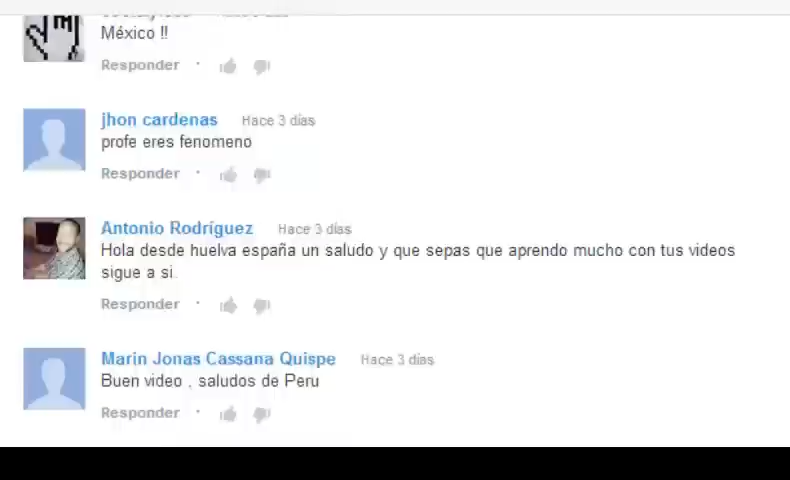 México !!
Responder ·
jhon cardenas Hace 3 días
profe eres fenomeno
Responder ·
Antonio Rodríguez Hace 3 días
Hola desde huelva españa un saludo y que sepas que aprendo mucho con tus videos
sigue a si.
Responder ·
Marin Jonas Cassana Quispe Hace 3 días
Buen video , saludos de Peru
Responder ·